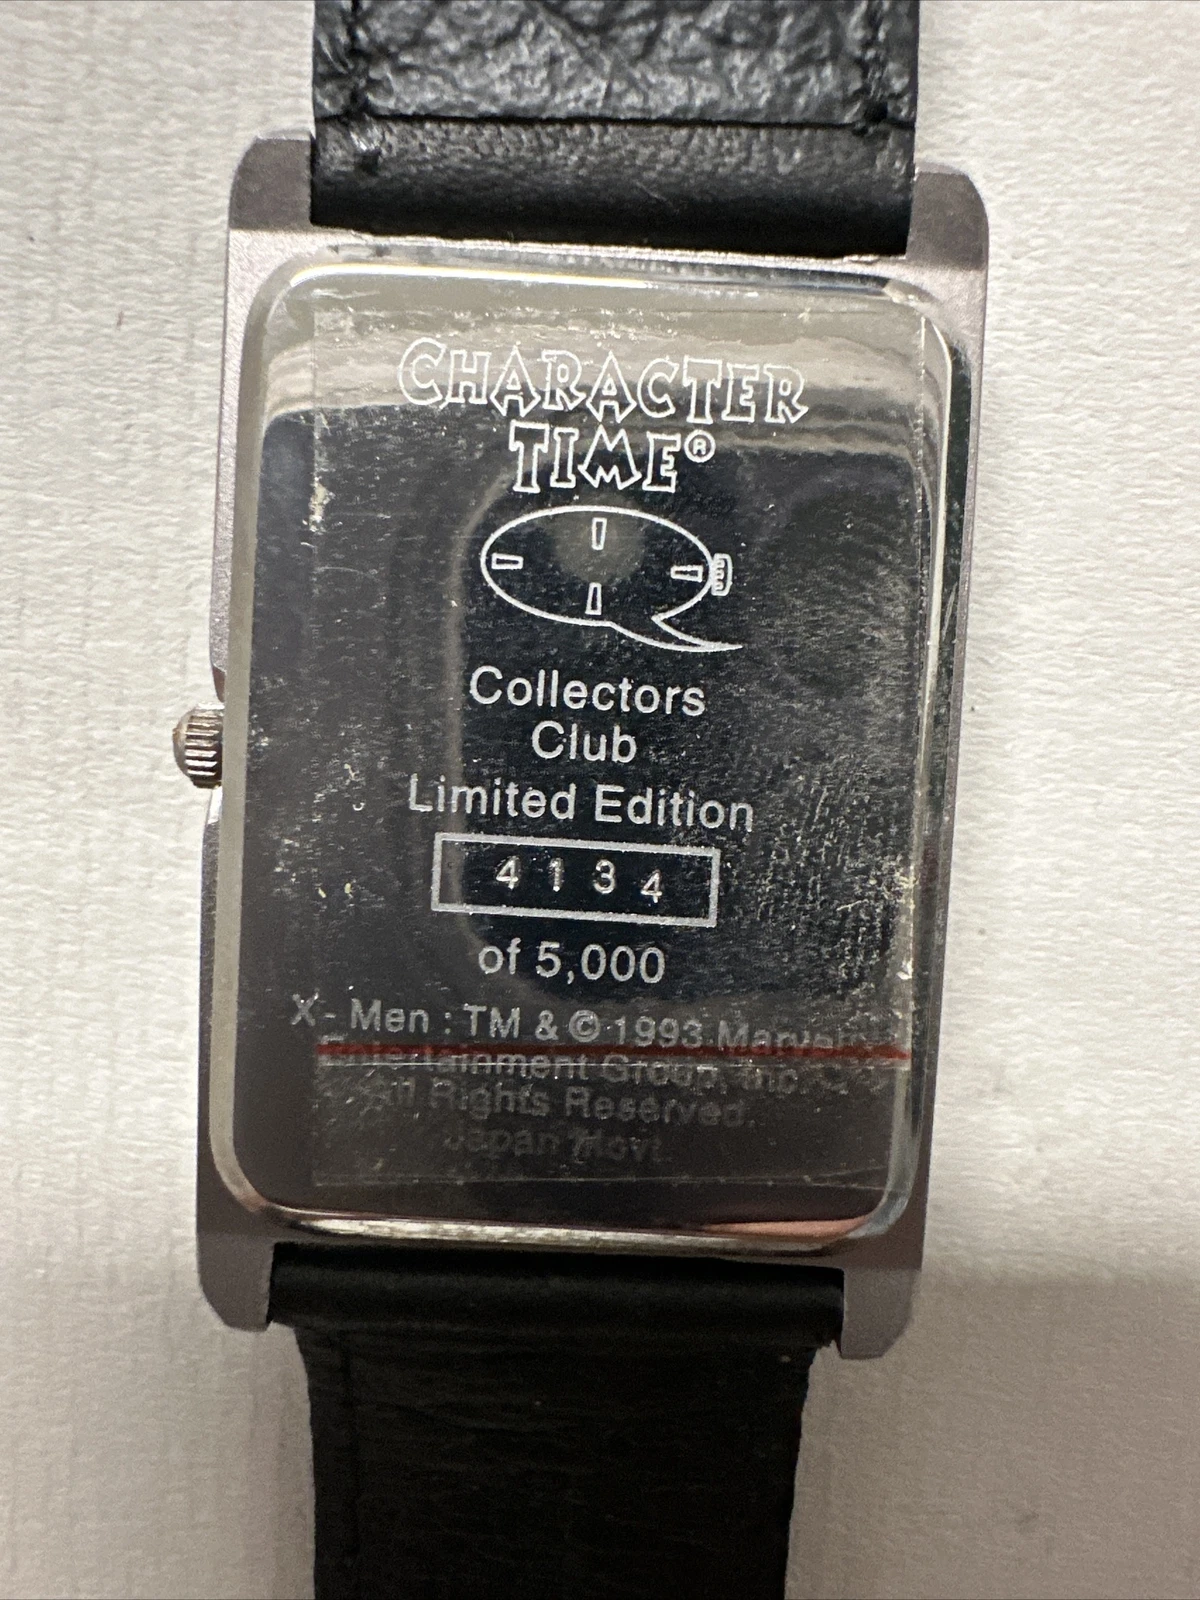 CHARACTER
TIME®
Collectors
Club
Limited Edition
4134
of 5,000
X-Men: TM & © 1993 Marvel
Entertainment Group, Inc.
All Rights Reserved.
Japan Movt.